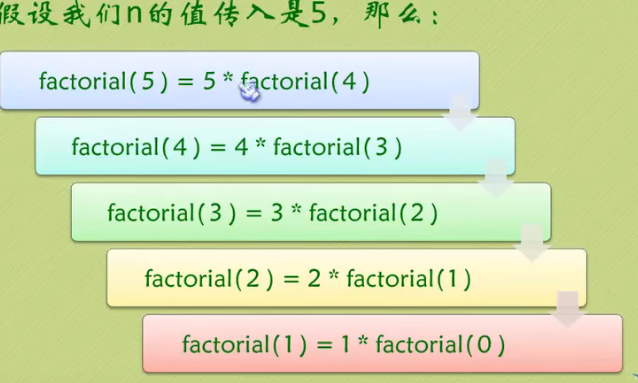 假设我们n的值传入是5，那么：
factorial(5) = 5 * factorial(4)
factorial(4) = 4 * factorial(3)
factorial(3) = 3 * factorial(2)
factorial(2) = 2 * factorial(1)
factorial(1) = 1 * factorial(0)